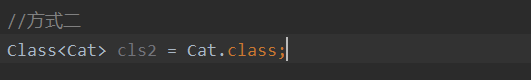 //方式二
Class<Cat> cls2 = Cat.class;